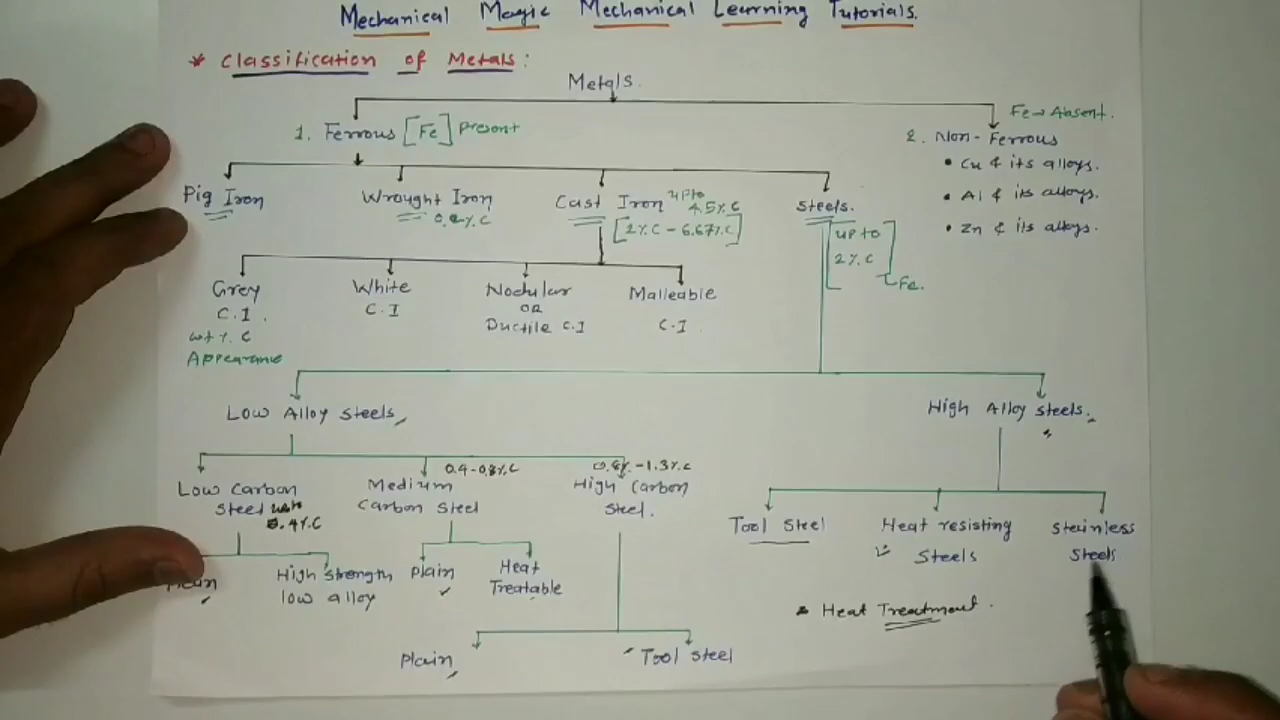 Mechanical Magic Mechanical Learning Tutorials.
* Classification of Metals:
Metals.
Fe → Absent.
1. Ferrous [Fe] Present
2. Non-Ferrous
• Cu & its alloys.
• Al & its alloys.
• Zn & its alloys.
Pig Iron
Wrought Iron
Cast Iron upto 4.5%.C
[2%C - 6.67%C]
Steels.
[upto
2%.C]
Fe.
Grey
C.I.
wt%.C
Appearance
White
C.I
Nodular
OR
Ductile C.I
Malleable
C.I
Low Alloy Steels
High Alloy Steels.
Low Carbon
Steel
0.4%C
0.4-0.8%C
Medium
Carbon Steel
-1.3%.C
High Carbon
Steel.
Tool Steel
Heat resisting
Steels
Stainless
Steels
High Strength
low alloy
Plain
Heat
Treatable
Heat Treatment.
Plain
Tool Steel